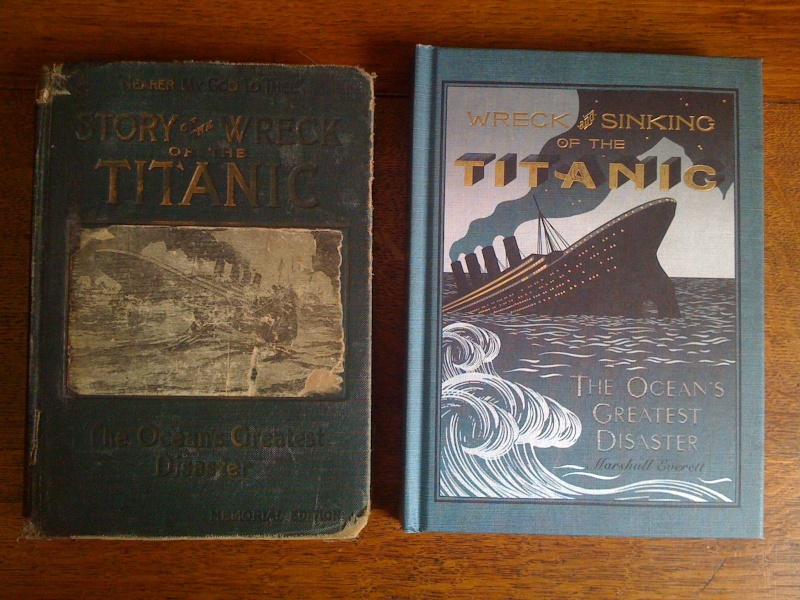 NEARER MY GOD TO THEE
STORY OF THE WRECK
OF THE
TITANIC
The Ocean's Greatest
Disaster
MEMORIAL EDITION
WRECK AND SINKING
OF THE
TITANIC
THE OCEAN'S
GREATEST
DISASTER
Marshall Everett